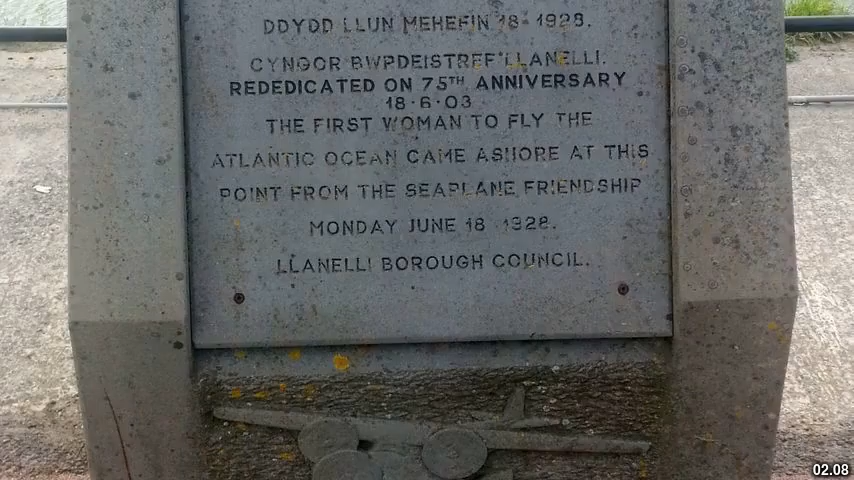 DDYDD LLUN MEHEFIN 18 - 1928.
CYNGOR BWRDEISTREF LLANELLI.
REDEDICATED ON 75TH ANNIVERSARY
18·6·03
THE FIRST WOMAN TO FLY THE
ATLANTIC OCEAN CAME ASHORE AT THIS
POINT FROM THE SEAPLANE FRIENDSHIP
MONDAY JUNE 18 1928.
LLANELLI BOROUGH COUNCIL.
02.08